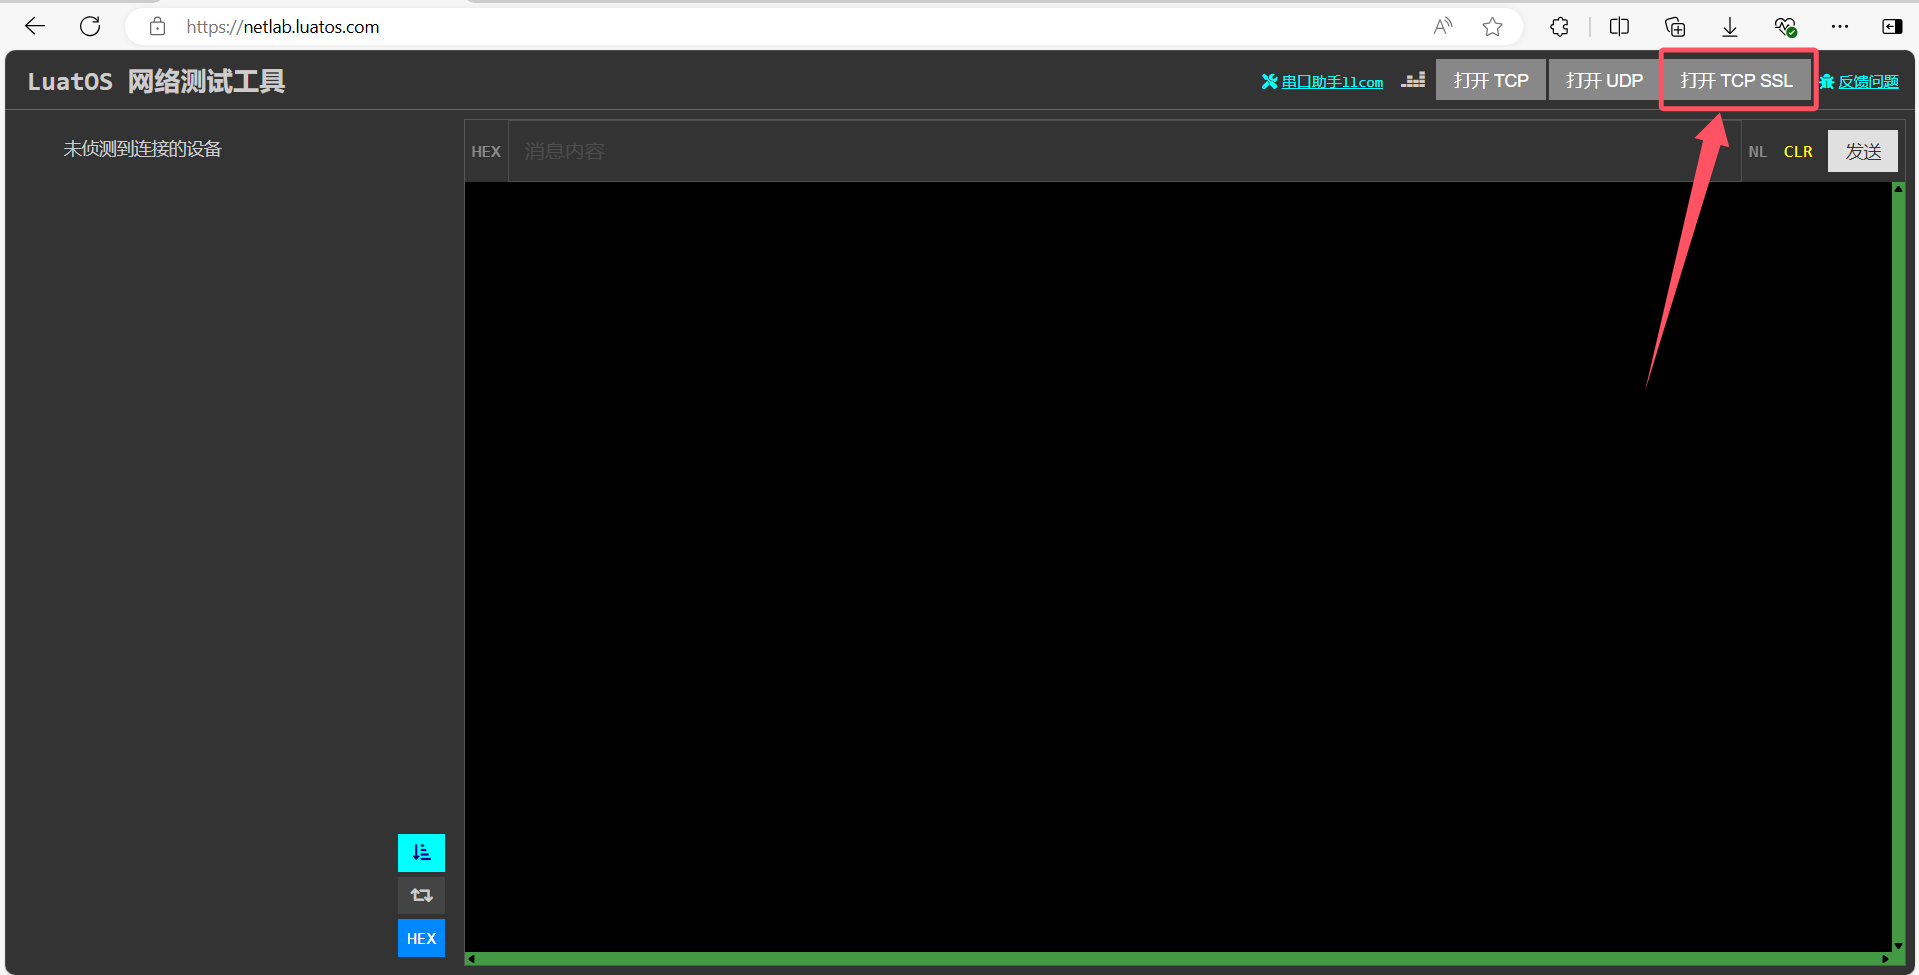 https://netlab.luatos.com
LuatOS 网络测试工具
串口助手llcom
打开 TCP
打开 UDP
打开 TCP SSL
反馈问题
未侦测到连接的设备
HEX
消息内容
NL
CLR
发送
HEX